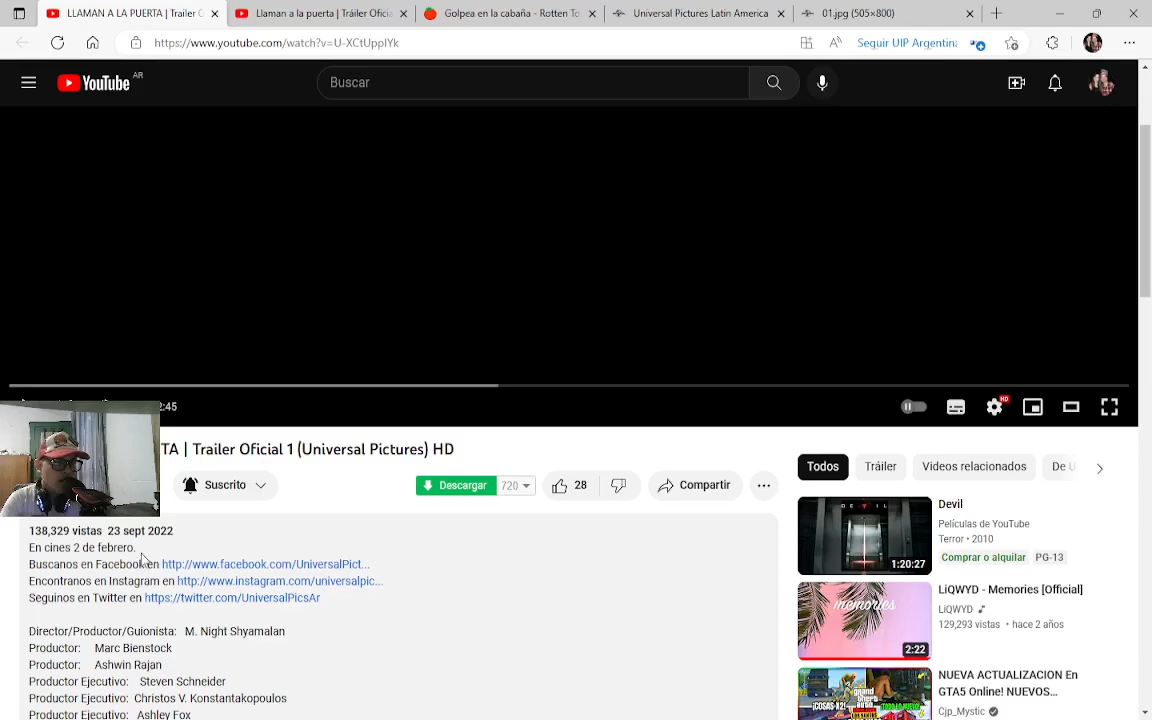 LLAMAN A LA PUERTA | Trailer O
Llaman a la puerta | Tráiler Oficia
Golpea en la cabaña - Rotten To
Universal Pictures Latin America
01.jpg (505×800)
https://www.youtube.com/watch?v=U-XCtUppIYk
Seguir UIP Argentina
YouTube AR
Buscar
2:45
HD
TA | Trailer Oficial 1 (Universal Pictures) HD
Suscrito
Descargar 720
28
Compartir
138,329 vistas 23 sept 2022
En cines 2 de febrero.
Buscanos en Facebook en http://www.facebook.com/UniversalPict...
Encontranos en Instagram en http://www.instagram.com/universalpic...
Seguinos en Twitter en https://twitter.com/UniversalPicsAr
Director/Productor/Guionista: M. Night Shyamalan
Productor: Marc Bienstock
Productor: Ashwin Rajan
Productor Ejecutivo: Steven Schneider
Productor Ejecutivo: Christos V. Konstantakopoulos
Productor Ejecutivo: Ashley Fox
Todos
Tráiler
Videos relacionados
De U
DEVIL
1:20:27
Devil
Películas de YouTube
Terror • 2010
Comprar o alquilar PG-13
memories
2:22
LiQWYD - Memories [Official]
LiQWYD
129,293 vistas • hace 2 años
¡COSAS X2!
NUEVA ACTUALIZACION En
GTA5 Online! NUEVOS...
Cjp_Mystic